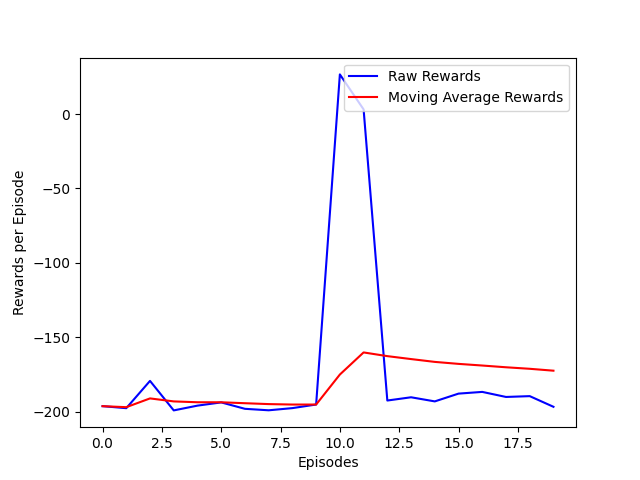 Raw Rewards
Moving Average Rewards
0
−50
−100
−150
−200
Rewards per Episode
0.0 2.5 5.0 7.5 10.0 12.5 15.0 17.5
Episodes